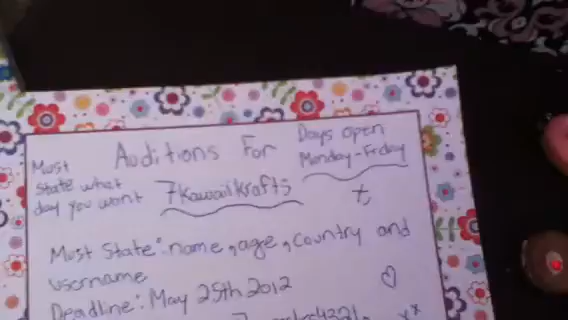 Auditions For
7KawaiiKrafts
Days open
Monday-Friday
Must
state what
day you want
Must State: name, age, country and
username
Deadline: May 25th 2012